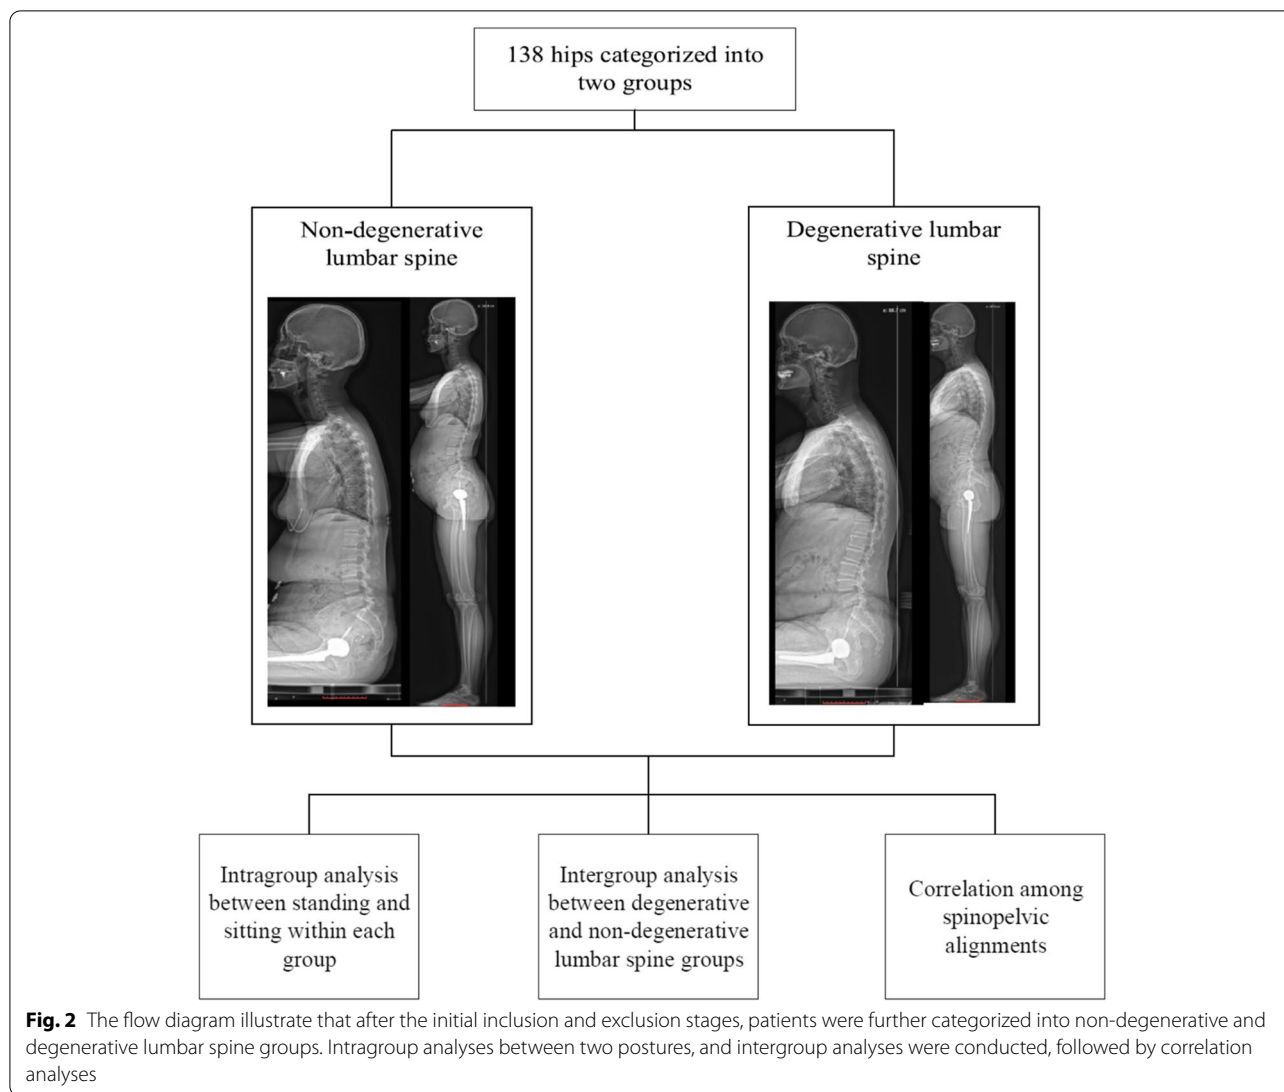 138 hips categorized into
two groups
Non-degenerative
lumbar spine
Degenerative lumbar
spine
Intragroup analysis
between standing and
sitting within each
group
Intergroup analysis
between degenerative
and non-degenerative
lumbar spine groups
Correlation among
spinopelvic
alignments
Fig. 2 The flow diagram illustrate that after the initial inclusion and exclusion stages, patients were further categorized into non-degenerative and
degenerative lumbar spine groups. Intragroup analyses between two postures, and intergroup analyses were conducted, followed by correlation
analyses